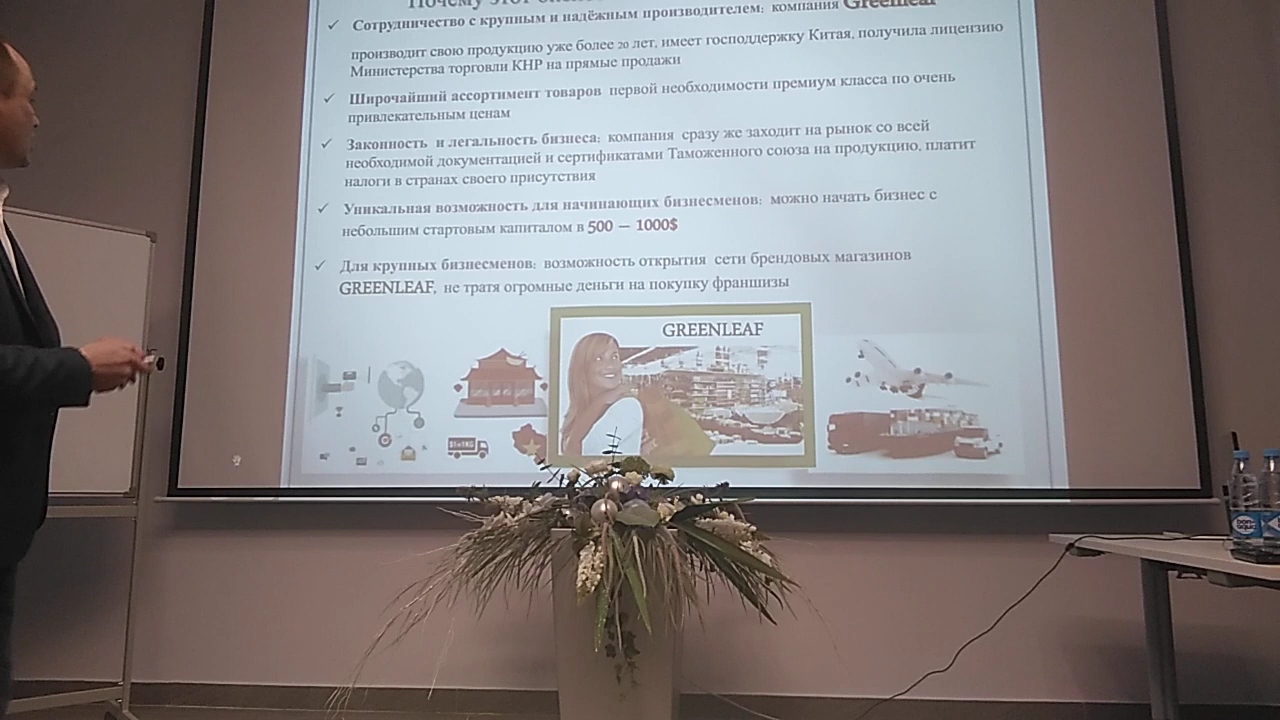 Почему этот
Сотрудничество с крупным и надёжным производителем: компания Greenleaf
производит свою продукцию уже более 20 лет, имеет господдержку Китая, получила лицензию
Министерства торговли КНР на прямые продажи
Широчайший ассортимент товаров первой необходимости премиум класса по очень
привлекательным ценам
Законность и легальность бизнеса: компания сразу же заходит на рынок со всей
необходимой документацией и сертификатами Таможенного союза на продукцию, платит
налоги в странах своего присутствия
Уникальная возможность для начинающих бизнесменов: можно начать бизнес с
небольшим стартовым капиталом в 500 – 1000$
Для крупных бизнесменов: возможность открытия сети брендовых магазинов
GREENLEAF, не тратя огромные деньги на покупку франшизы
GREENLEAF
$1=1KG